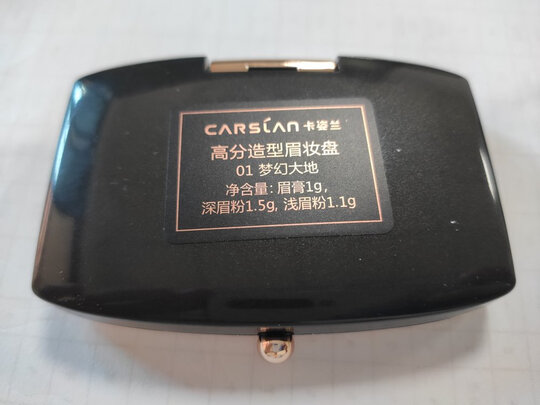 CARSLAN 卡姿兰
高分造型眉妆盘
01 梦幻大地
净含量: 眉膏1g,
深眉粉1.5g, 浅眉粉1.1g